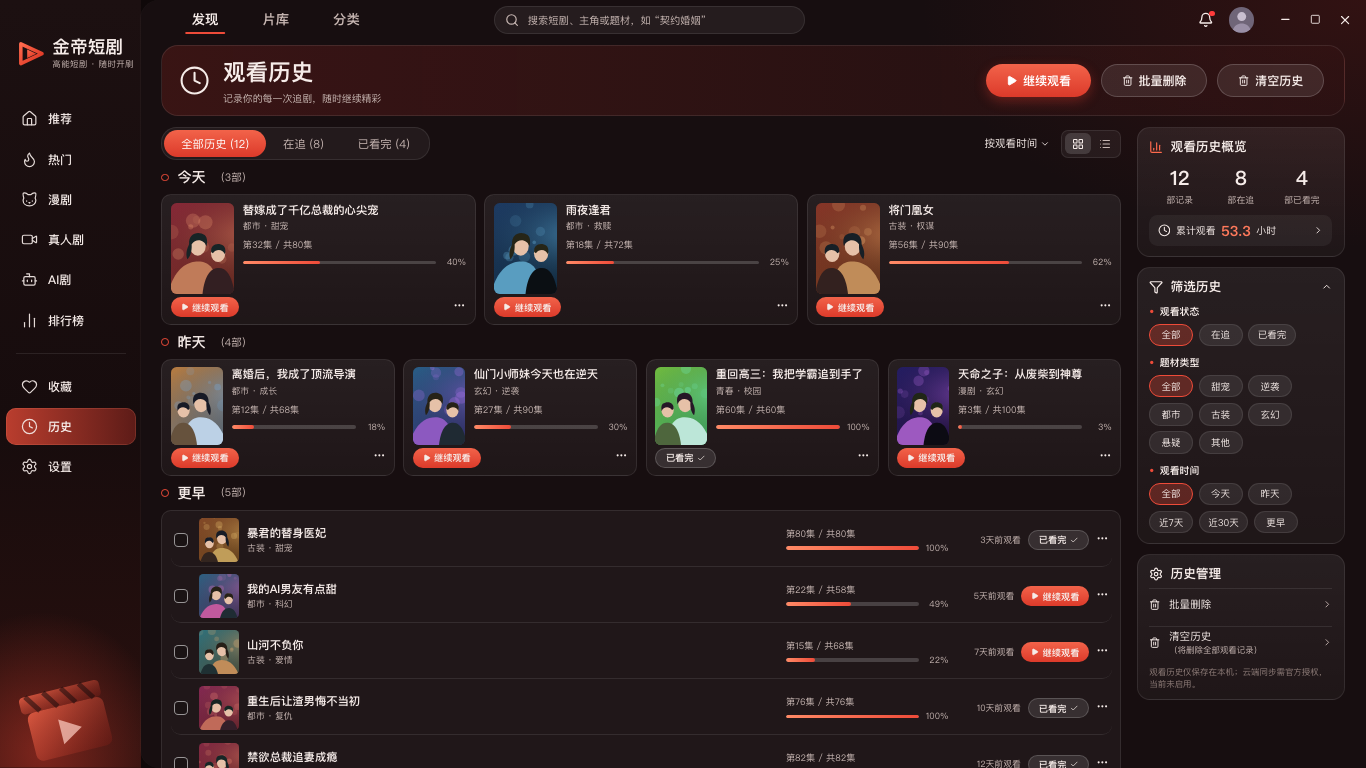 发现 片库 分类
搜索短剧、主角或题材，如 “契约婚姻”
金帝短剧
高能短剧 · 随时开刷
推荐
热门
漫剧
真人剧
AI剧
排行榜
收藏
历史
设置
观看历史
记录你的每一次追剧，随时继续精彩
继续观看 批量删除 清空历史
全部历史 (12) 在追 (8) 已看完 (4)
按观看时间
今天 (3部)
替嫁成了千亿总裁的心尖宠
都市 · 甜宠
第32集 / 共80集
40%
继续观看
雨夜逢君
都市 · 救赎
第18集 / 共72集
25%
继续观看
将门凰女
古装 · 权谋
第56集 / 共90集
62%
继续观看
昨天 (4部)
离婚后，我成了顶流导演
都市 · 成长
第12集 / 共68集
18%
继续观看
仙门小师妹今天也在逆天
玄幻 · 逆袭
第27集 / 共90集
30%
继续观看
重回高三：我把学霸追到手了
青春 · 校园
第60集 / 共60集
100%
已看完
天命之子：从废柴到神尊
漫剧 · 玄幻
第3集 / 共100集
3%
继续观看
更早 (5部)
暴君的替身医妃
古装 · 甜宠
第80集 / 共80集
100%
3天前观看 已看完
我的AI男友有点甜
都市 · 科幻
第22集 / 共58集
49%
5天前观看 继续观看
山河不负你
古装 · 爱情
第15集 / 共68集
22%
7天前观看 继续观看
重生后让渣男悔不当初
都市 · 复仇
第76集 / 共76集
100%
10天前观看 已看完
禁欲总裁追妻成瘾
第82集 / 共82集
12天前观看 已看完
观看历史概览
12 8 4
部记录 部在追 部已看完
累计观看 53.3 小时
筛选历史
观看状态
全部 在追 已看完
题材类型
全部 甜宠 逆袭
都市 古装 玄幻
悬疑 其他
观看时间
全部 今天 昨天
近7天 近30天 更早
历史管理
批量删除
清空历史
（将删除全部观看记录）
观看历史仅保存在本机；云端同步需官方授权，
当前未启用。